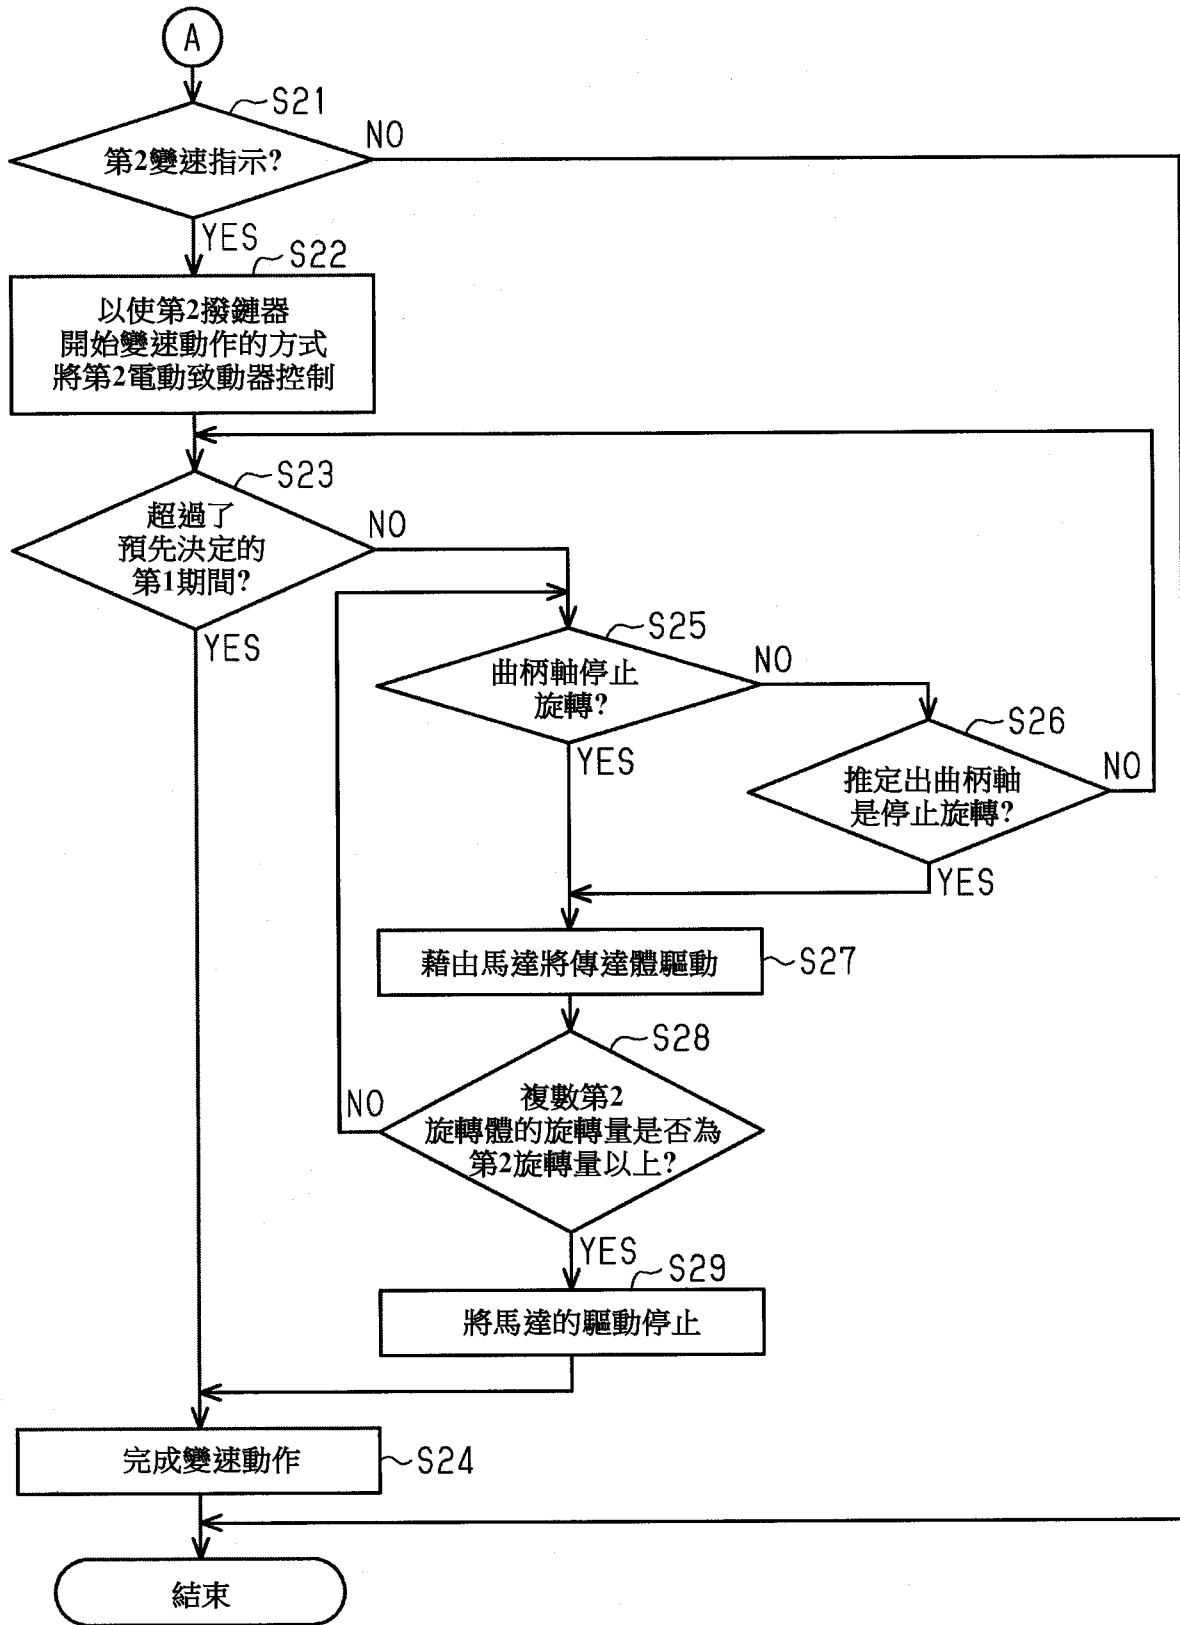 A
S21
第2變速指示?
NO
YES
S22
以使第2撥鏈器
開始變速動作的方式
將第2電動致動器控制
S23
超過了
預先決定的
第1期間?
NO
YES
S25
曲柄軸停止
旋轉?
NO
YES
S26
推定出曲柄軸
是停止旋轉?
NO
YES
藉由馬達將傳達體驅動
S27
S28
複數第2
旋轉體的旋轉量是否為
第2旋轉量以上?
NO
YES
S29
將馬達的驅動停止
完成變速動作
S24
結束